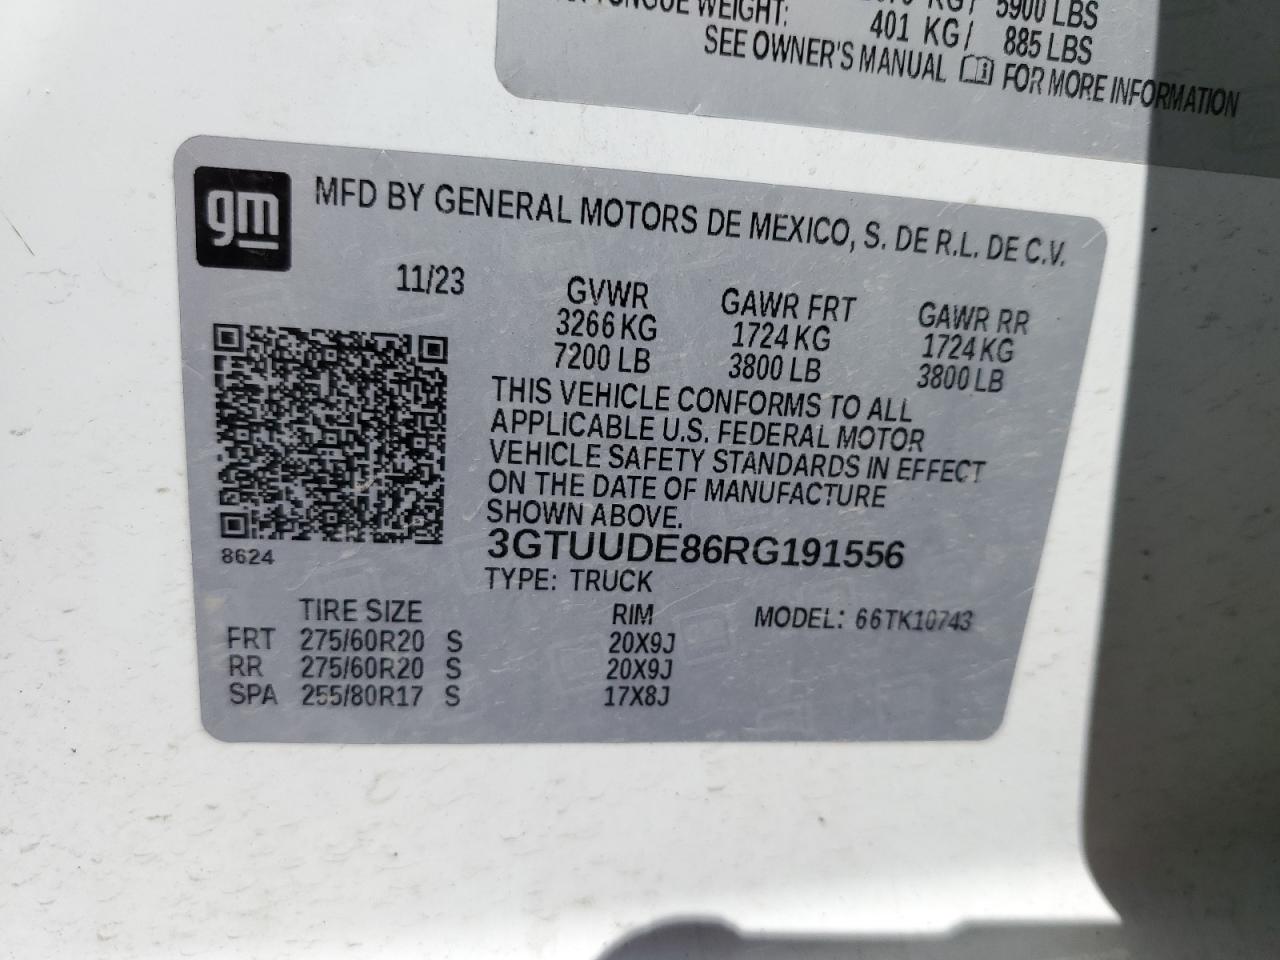 5900 LBS
TONGUE WEIGHT: 401 KG/ 885 LBS
SEE OWNER'S MANUAL FOR MORE INFORMATION
gm
MFD BY GENERAL MOTORS DE MEXICO, S. DE R.L. DE C.V.
11/23 GVWR GAWR FRT GAWR RR
3266 KG 1724 KG 1724 KG
7200 LB 3800 LB 3800 LB
THIS VEHICLE CONFORMS TO ALL
APPLICABLE U.S. FEDERAL MOTOR
VEHICLE SAFETY STANDARDS IN EFFECT
ON THE DATE OF MANUFACTURE
SHOWN ABOVE.
8624
3GTUUDE86RG191556
TYPE: TRUCK
TIRE SIZE RIM MODEL: 66TK10743
FRT 275/60R20 S 20X9J
RR 275/60R20 S 20X9J
SPA 255/80R17 S 17X8J